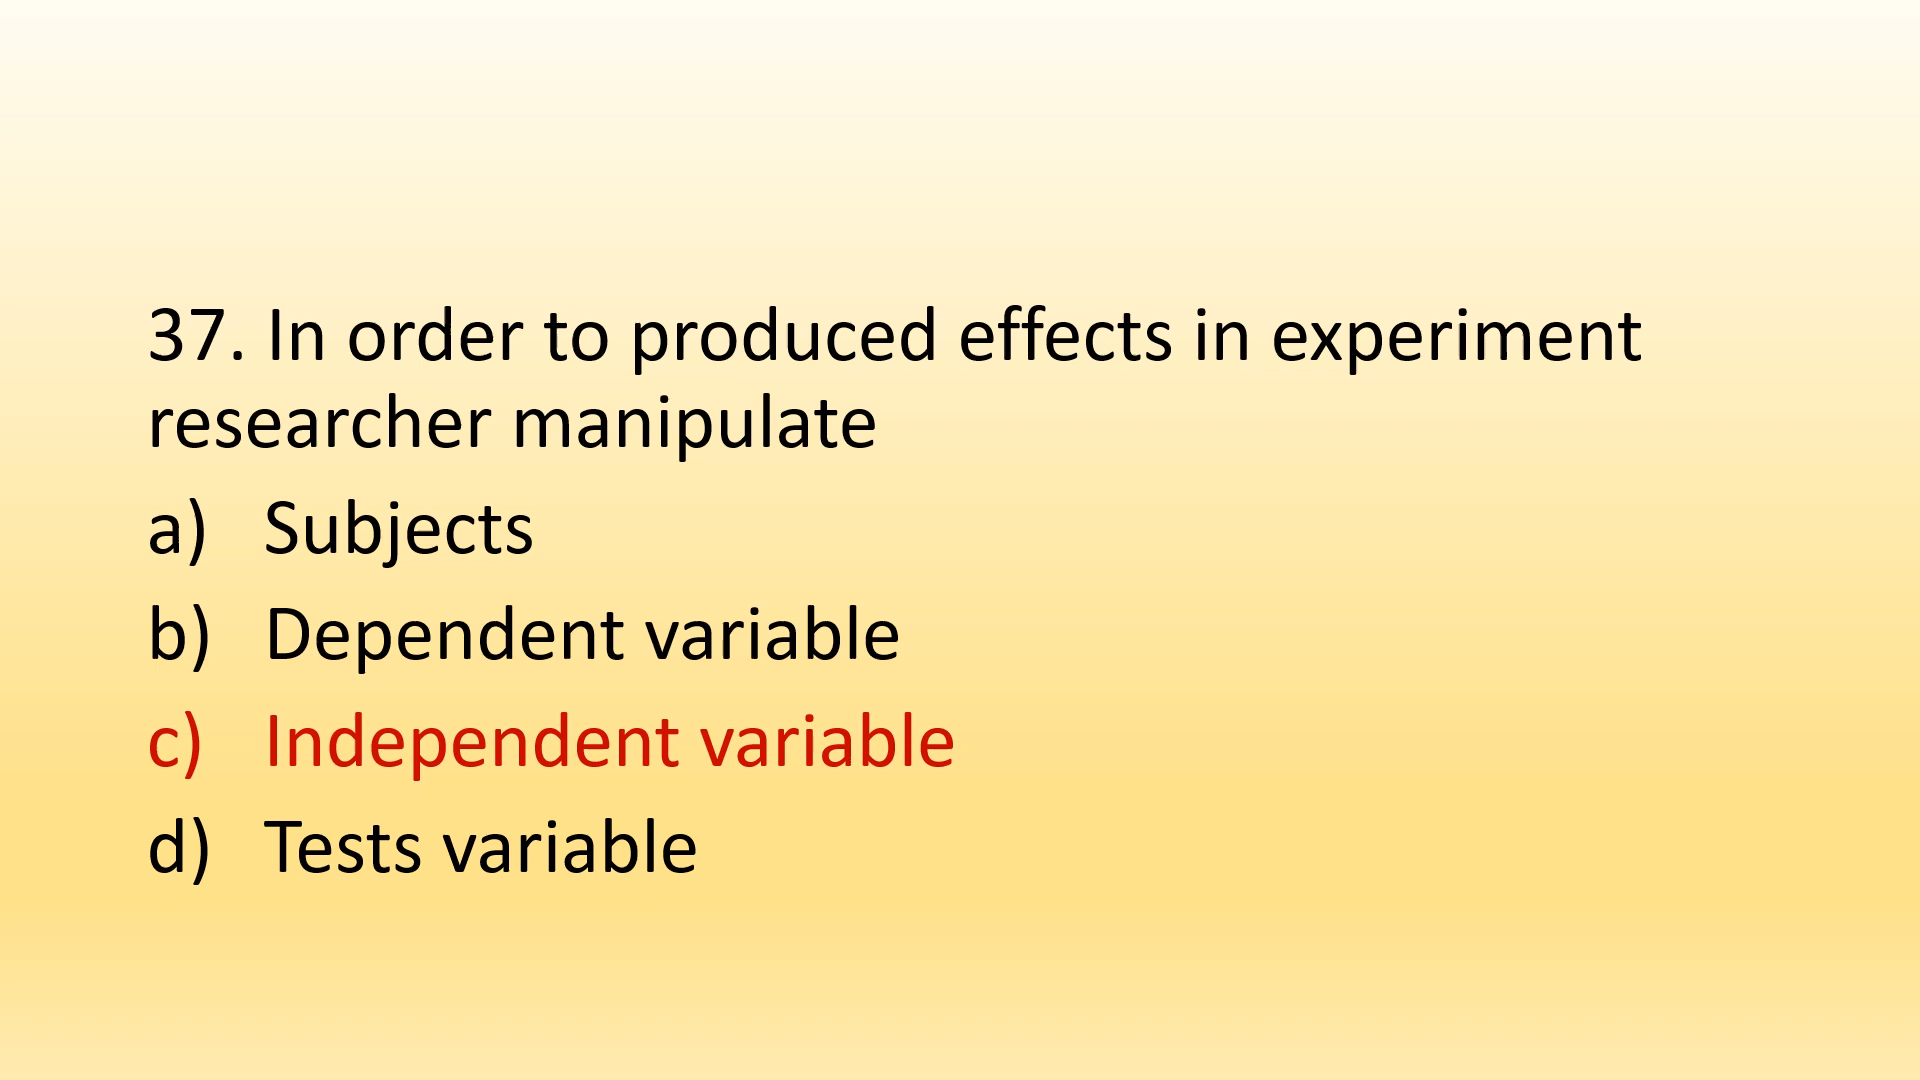 37. In order to produced effects in experiment
researcher manipulate
a) Subjects
b) Dependent variable
c) Independent variable
d) Tests variable